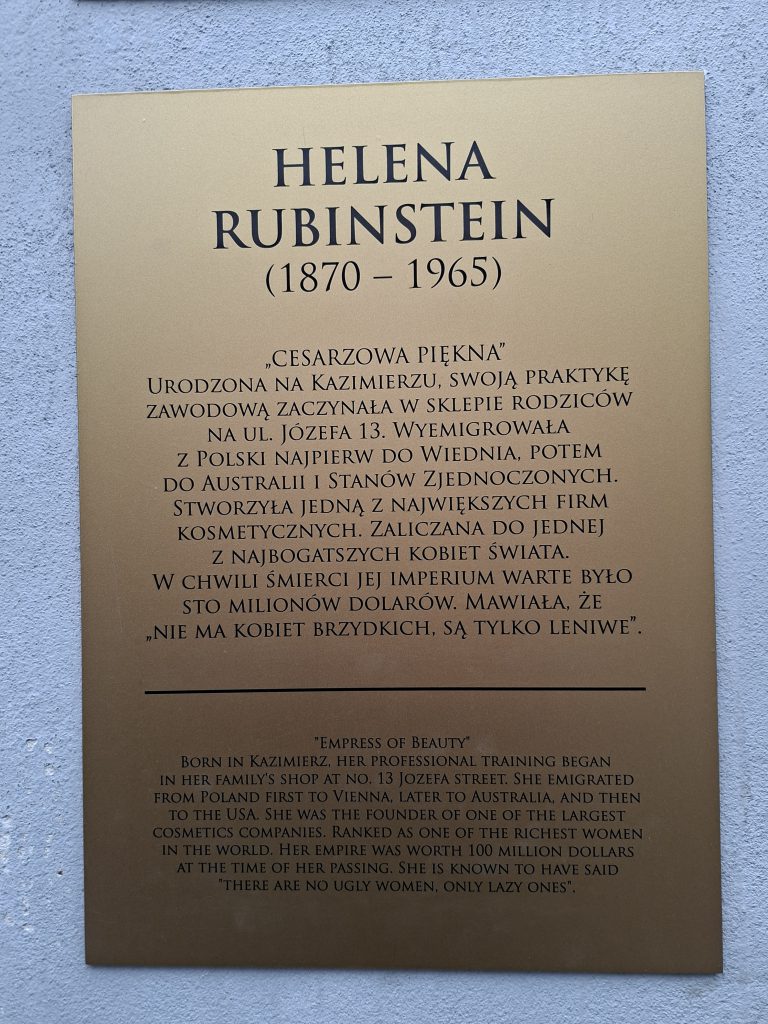 HELENA
RUBINSTEIN
(1870 – 1965)
„CESARZOWA PIĘKNA”
URODZONA NA KAZIMIERZU, SWOJĄ PRAKTYKĘ
ZAWODOWĄ ZACZYNAŁA W SKLEPIE RODZICÓW
NA UL. JÓZEFA 13. WYEMIGROWAŁA
Z POLSKI NAJPIERW DO WIEDNIA, POTEM
DO AUSTRALII I STANÓW ZJEDNOCZONYCH.
STWORZYŁA JEDNĄ Z NAJWIĘKSZYCH FIRM
KOSMETYCZNYCH. ZALICZANA DO JEDNEJ
Z NAJBOGATSZYCH KOBIET ŚWIATA.
W CHWILI ŚMIERCI JEJ IMPERIUM WARTE BYŁO
STO MILIONÓW DOLARÓW. MAWIAŁA, ŻE
„NIE MA KOBIET BRZYDKICH, SĄ TYLKO LENIWE”.
"EMPRESS OF BEAUTY"
BORN IN KAZIMIERZ, HER PROFESSIONAL TRAINING BEGAN
IN HER FAMILY'S SHOP AT NO. 13 JOZEFA STREET. SHE EMIGRATED
FROM POLAND FIRST TO VIENNA, LATER TO AUSTRALIA, AND THEN
TO THE USA. SHE WAS THE FOUNDER OF ONE OF THE LARGEST
COSMETICS COMPANIES. RANKED AS ONE OF THE RICHEST WOMEN
IN THE WORLD. HER EMPIRE WAS WORTH 100 MILLION DOLLARS
AT THE TIME OF HER PASSING. SHE IS KNOWN TO HAVE SAID
"THERE ARE NO UGLY WOMEN, ONLY LAZY ONES".